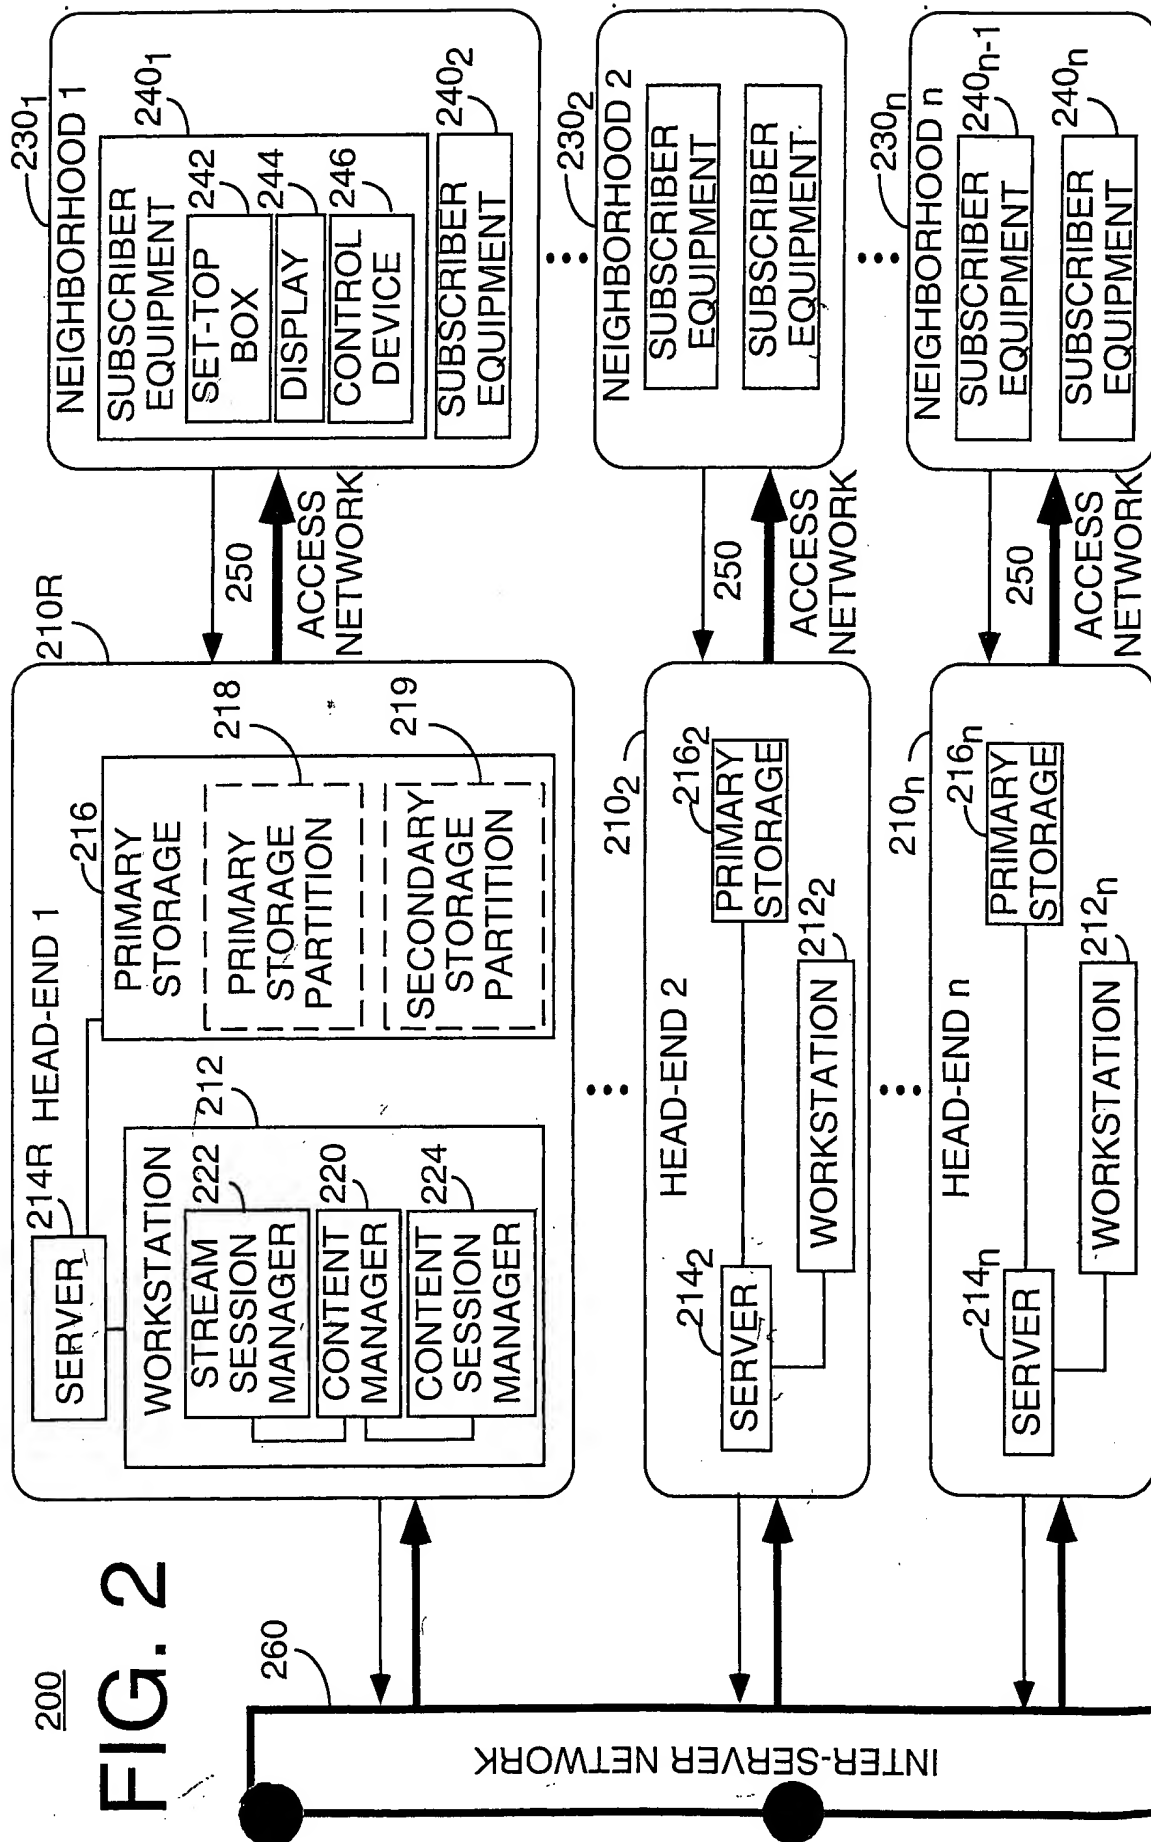 200
FIG. 2
260
INTER-SERVER NETWORK
214R
HEAD-END 1
210R
SERVER
212
WORKSTATION
222
STREAM
SESSION
MANAGER
220
CONTENT
MANAGER
224
CONTENT
SESSION
MANAGER
216
PRIMARY
STORAGE
218
PRIMARY
STORAGE
PARTITION
219
SECONDARY
STORAGE
PARTITION
250
ACCESS
NETWORK
230₁
NEIGHBORHOOD 1
240₁
SUBSCRIBER
EQUIPMENT
242
SET-TOP
BOX
244
DISPLAY
246
CONTROL
DEVICE
240₂
SUBSCRIBER
EQUIPMENT
210₂
HEAD-END 2
214₂
SERVER
216₂
PRIMARY
STORAGE
212₂
WORKSTATION
250
ACCESS
NETWORK
230₂
NEIGHBORHOOD 2
SUBSCRIBER
EQUIPMENT
SUBSCRIBER
EQUIPMENT
210ₙ
HEAD-END n
214ₙ
SERVER
216ₙ
PRIMARY
STORAGE
212ₙ
WORKSTATION
250
ACCESS
NETWORK
230ₙ
NEIGHBORHOOD n
240ₙ₋₁
SUBSCRIBER
EQUIPMENT
240ₙ
SUBSCRIBER
EQUIPMENT